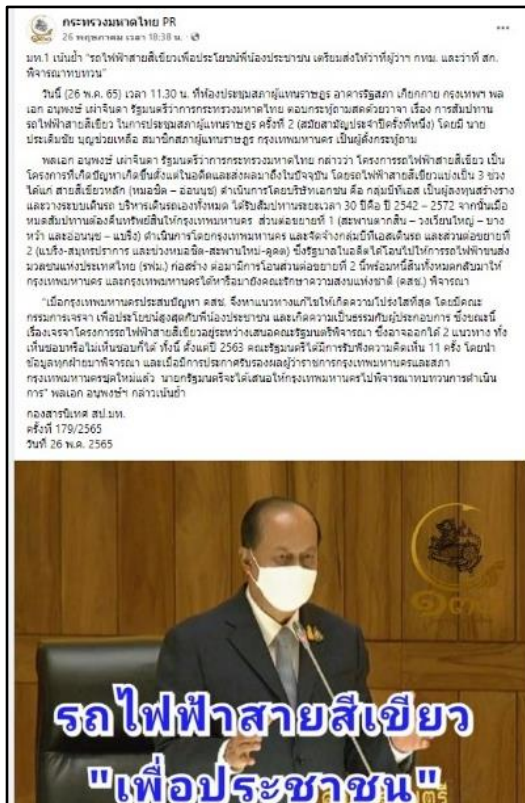 กระทรวงมหาดไทย PR
26 พฤษภาคม เวลา 18:38 น. ·
มท.1 เน้นย้ำ "รถไฟฟ้าสายสีเขียวเพื่อประโยชน์พี่น้องประชาชน เตรียมส่งให้ว่าที่ผู้ว่าฯ กทม. และว่าที่ สก.
พิจารณาทบทวน"
วันนี้ (26 พ.ค. 65) เวลา 11.30 น. ที่ห้องประชุมสภาผู้แทนราษฎร อาคารรัฐสภา เกียกกาย กรุงเทพฯ พล
เอก อนุพงษ์ เผ่าจินดา รัฐมนตรีว่าการกระทรวงมหาดไทย ตอบกระทู้ถามสดด้วยวาจา เรื่อง การสัมปทาน
รถไฟฟ้าสายสีเขียว ในการประชุมสภาผู้แทนราษฎร ครั้งที่ 2 (สมัยสามัญประจำปีครั้งที่หนึ่ง) โดยมี นาย
ประเดิมชัย บุญช่วยเหลือ สมาชิกสภาผู้แทนราษฎร กรุงเทพมหานคร เป็นผู้ตั้งกระทู้ถาม
พลเอก อนุพงษ์ เผ่าจินดา รัฐมนตรีว่าการกระทรวงมหาดไทย กล่าวว่า โครงการรถไฟฟ้าสายสีเขียว เป็น
โครงการที่เกิดปัญหาเกิดขึ้นตั้งแต่ในอดีตและส่งผลมาถึงในปัจจุบัน โดยรถไฟฟ้าสายสีเขียวแบ่งเป็น 3 ช่วง
ได้แก่ สายสีเขียวหลัก (หมอชิต – อ่อนนุช) ดำเนินการโดยบริษัทเอกชน คือ กลุ่มบีทีเอส เป็นผู้ลงทุนสร้างราง
และวางระบบเดินรถ บริหารเดินรถเองทั้งหมด ได้รับสัมปทานระยะเวลา 30 ปีคือ ปี 2542 – 2572 จากนั้นเมื่อ
หมดสัมปทานต้องคืนทรัพย์สินให้กรุงเทพมหานคร ส่วนต่อขยายที่ 1 (สะพานตากสิน – วงเวียนใหญ่ – บาง
หว้า และอ่อนนุช – แบริ่ง) ดำเนินการโดยกรุงเทพมหานคร และจัดจ้างกลุ่มบีทีเอสเดินรถ และส่วนต่อขยายที่
2 (แบริ่ง-สมุทรปราการ และช่วงหมอชิต-สะพานใหม่-คูคต) ซึ่งรัฐบาลในอดีตได้โอนไปให้การรถไฟฟ้าขนส่ง
มวลชนแห่งประเทศไทย (รฟม.) ก่อสร้าง ต่อมามีการโอนส่วนต่อขยายที่ 2 นี้พร้อมหนี้สินทั้งหมดกลับมาให้
กรุงเทพมหานคร และกรุงเทพมหานครได้หารือมายังคณะรักษาความสงบแห่งชาติ (คสช.) พิจารณา
"เมื่อกรุงเทพมหานครประสบปัญหา คสช. จึงหาแนวทางแก้ไขให้เกิดความโปร่งใสที่สุด โดยมีคณะ
กรรมการเจรจา เพื่อประโยชน์สูงสุดกับพี่น้องประชาชน และเกิดความเป็นธรรมกับผู้ประกอบการ ซึ่งขณะนี้
เรื่องเจรจาโครงการรถไฟฟ้าสายสีเขียวอยู่ระหว่างเสนอคณะรัฐมนตรีพิจารณา ซึ่งอาจออกได้ 2 แนวทาง ทั้ง
เห็นชอบหรือไม่เห็นชอบก็ได้ ทั้งนี้ ตั้งแต่ปี 2563 คณะรัฐมนตรีได้มีการรับฟังความคิดเห็น 11 ครั้ง โดยนำ
ข้อมูลทุกฝ่ายมาพิจารณา และเมื่อมีการประกาศรับรองผลผู้ว่าราชการกรุงเทพมหานครและสภา
กรุงเทพมหานครชุดใหม่แล้ว นายกรัฐมนตรีจะได้เสนอให้กรุงเทพมหานครไปพิจารณาทบทวนการดำเนิน
การ" พลเอก อนุพงษ์ฯ กล่าวเน้นย้ำ
กองสารนิเทศ สป.มท.
ครั้งที่ 179/2565
วันที่ 26 พ.ค. 2565
รถไฟฟ้าสายสีเขียว
"เพื่อประชาชน"